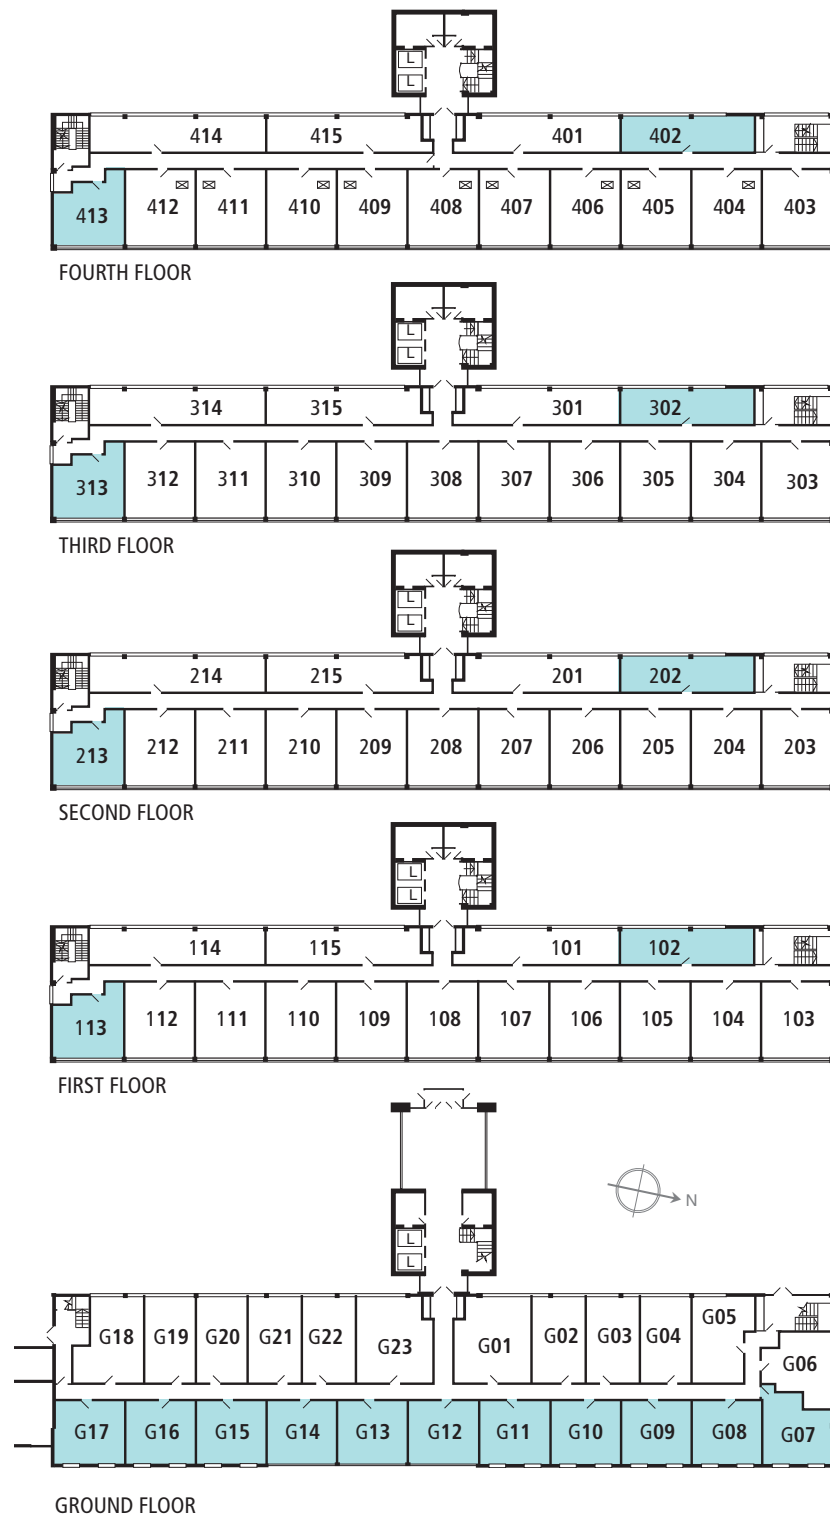 L
L
414 415 401 402
413 412 411 410 409 408 407 406 405 404 403
FOURTH FLOOR
L
L
314 315 301 302
313 312 311 310 309 308 307 306 305 304 303
THIRD FLOOR
L
L
214 215 201 202
213 212 211 210 209 208 207 206 205 204 203
SECOND FLOOR
L
L
114 115 101 102
113 112 111 110 109 108 107 106 105 104 103
FIRST FLOOR
N
L
L
G18 G19 G20 G21 G22 G23 G01 G02 G03 G04 G05
G06
G17 G16 G15 G14 G13 G12 G11 G10 G09 G08 G07
GROUND FLOOR